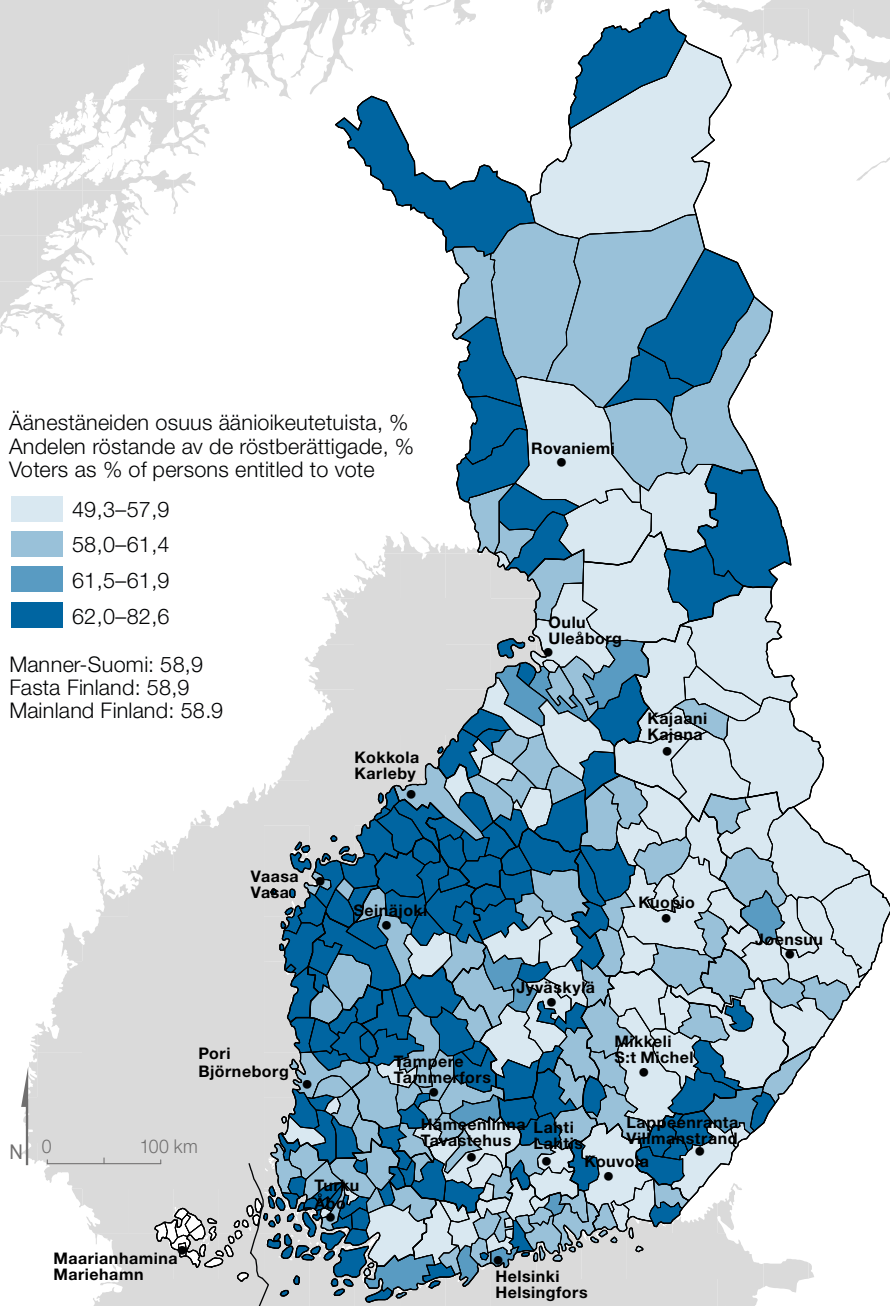 Äänestäneiden osuus äänioikeutetuista, %
Andelen röstande av de röstberättigade, %
Voters as % of persons entitled to vote
49,3–57,9
58,0–61,4
61,5–61,9
62,0–82,6
Manner-Suomi: 58,9
Fasta Finland: 58,9
Mainland Finland: 58.9
Rovaniemi
Oulu
Uleåborg
Kajaani
Kajana
Kokkola
Karleby
Vaasa
Vasa
Seinäjoki
Kuopio
Joensuu
Jyväskylä
Mikkeli
S:t Michel
Pori
Björneborg
Tampere
Tammerfors
Hämeenlinna
Tavastehus
Lahti
Lahtis
Lappeenranta
Villmanstrand
Kouvola
Turku
Åbo
N
0 100 km
Maarianhamina
Mariehamn
Helsinki
Helsingfors